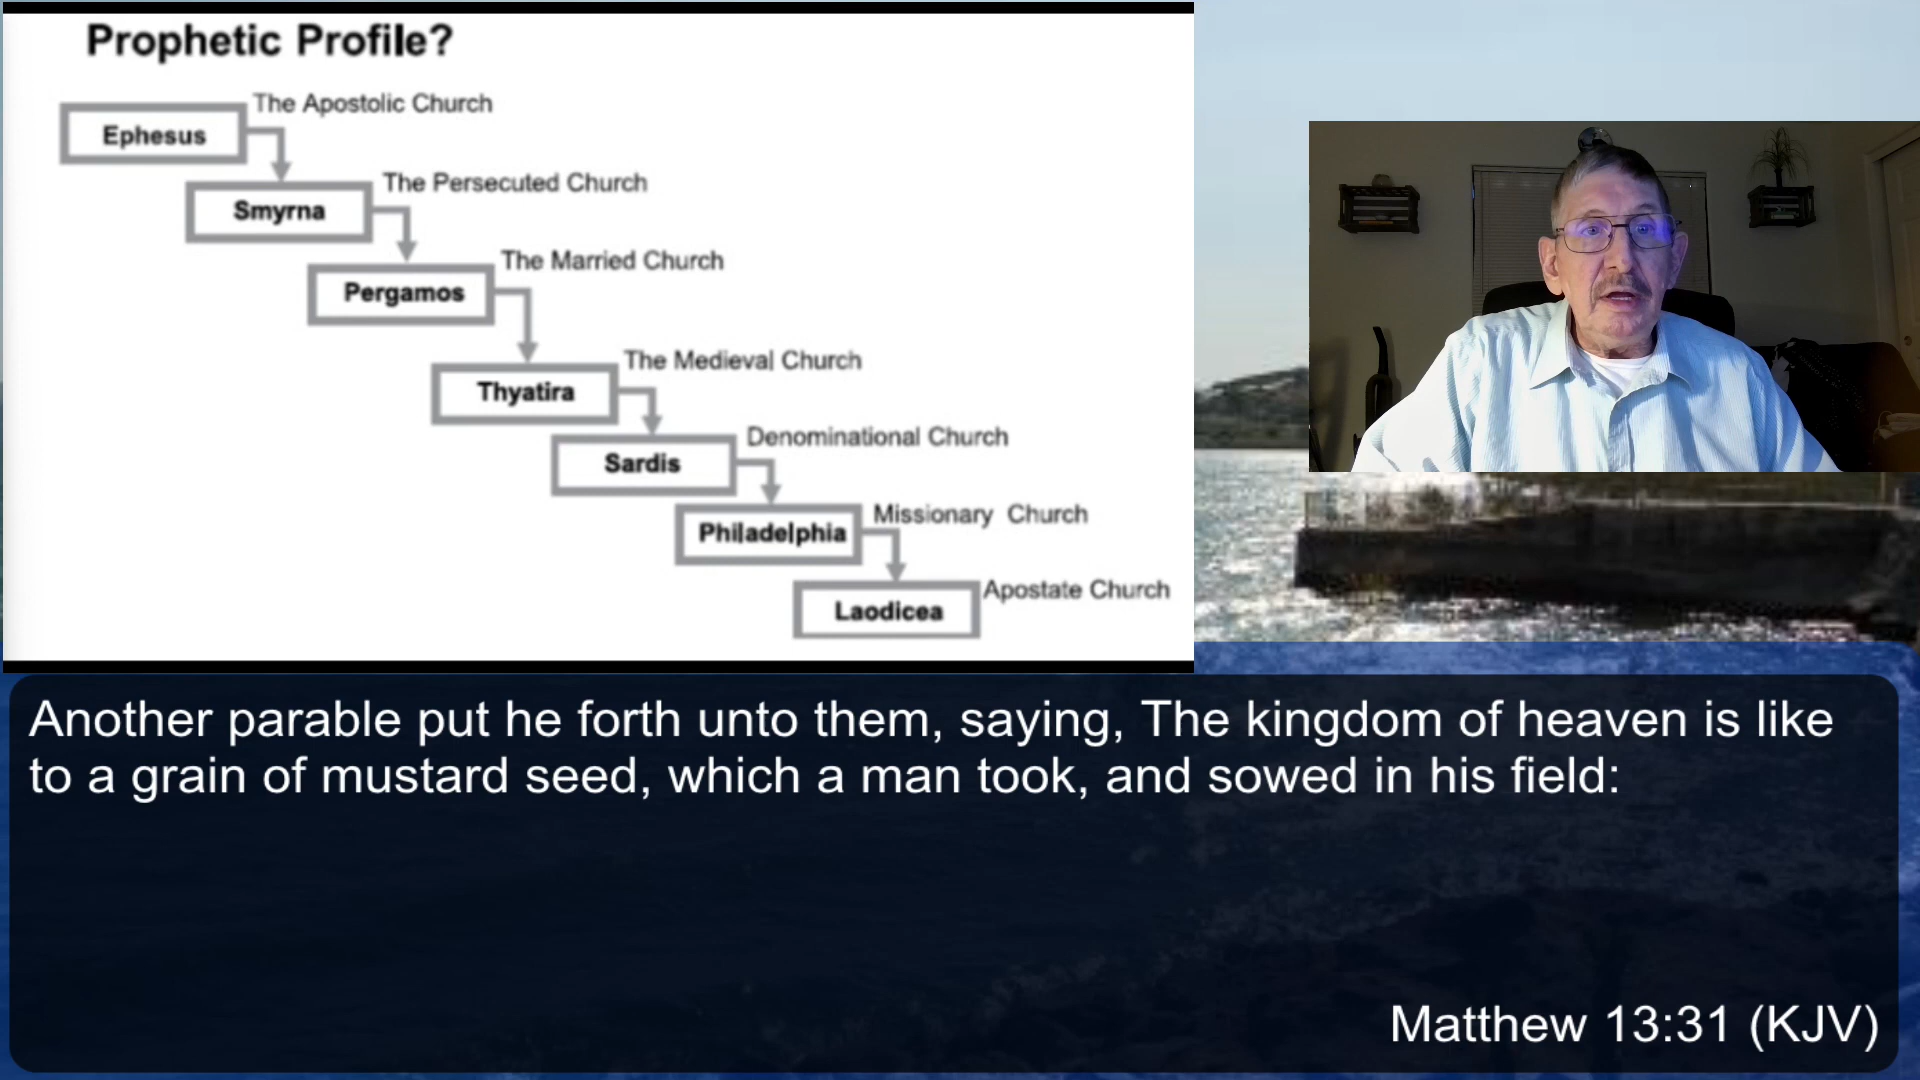 Prophetic Profile?
The Apostolic Church
Ephesus
The Persecuted Church
Smyrna
The Married Church
Pergamos
The Medieval Church
Thyatira
Denominational Church
Sardis
Missionary Church
Philadelphia
Apostate Church
Laodicea
Another parable put he forth unto them, saying, The kingdom of heaven is like
to a grain of mustard seed, which a man took, and sowed in his field:
Matthew 13:31 (KJV)